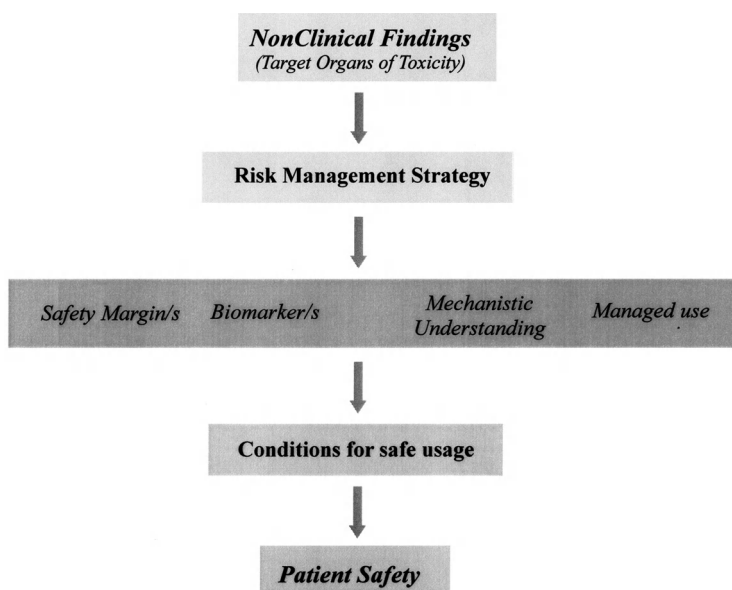 NonClinical Findings
(Target Organs of Toxicity)
Risk Management Strategy
Safety Margin/s
Biomarker/s
Mechanistic
Understanding
Managed use
Conditions for safe usage
Patient Safety